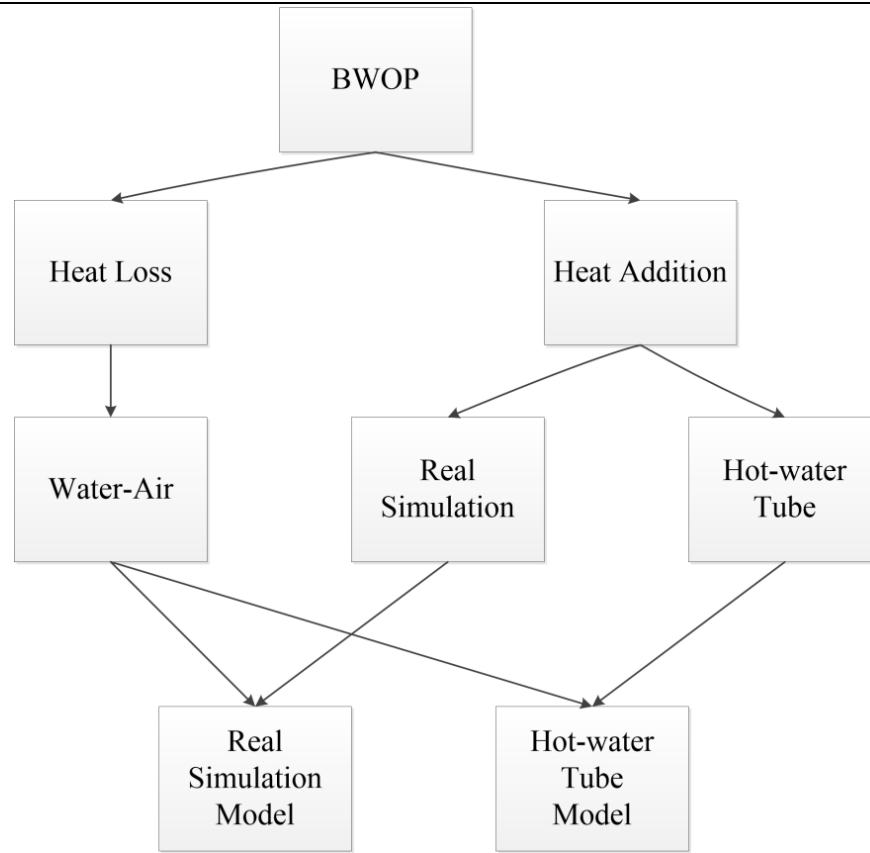 BWOP
Heat Loss
Heat Addition
Water-Air
Real
Simulation
Hot-water
Tube
Real
Simulation
Model
Hot-water
Tube
Model